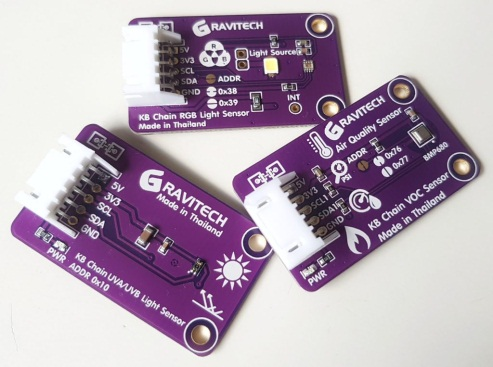 GRAVITECH
Light Source
R
G B
5V
3V3
SCL
SDA
GND
ADDR
0x38
0x39
INT
KB Chain RGB Light Sensor
Made in Thailand
GRAVITECH
Made in Thailand
5V
3V3
SCL
SDA
GND
PWR
KB Chain UVA/UVB Light Sensor
ADDR 0x10
GRAVITECH
Air Quality Sensor
ADDR
0x76
0x77
BME680
5V
3V3
SCL
SDA
GND
PWR
KB Chain VOC Sensor
Made in Thailand